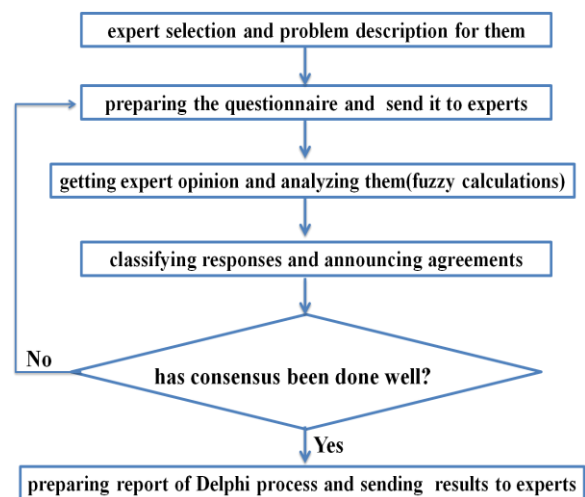 expert selection and problem description for them
preparing the questionnaire and send it to experts
getting expert opinion and analyzing them(fuzzy calculations)
classifying responses and announcing agreements
No
has consensus been done well?
Yes
preparing report of Delphi process and sending results to experts